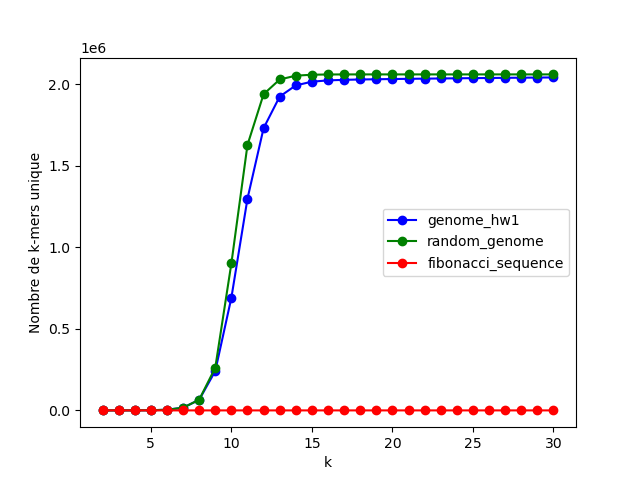 1e6
2.0
1.5
1.0
0.5
0.0
Nombre de k-mers unique
genome_hw1
random_genome
fibonacci_sequence
5 10 15 20 25 30
k